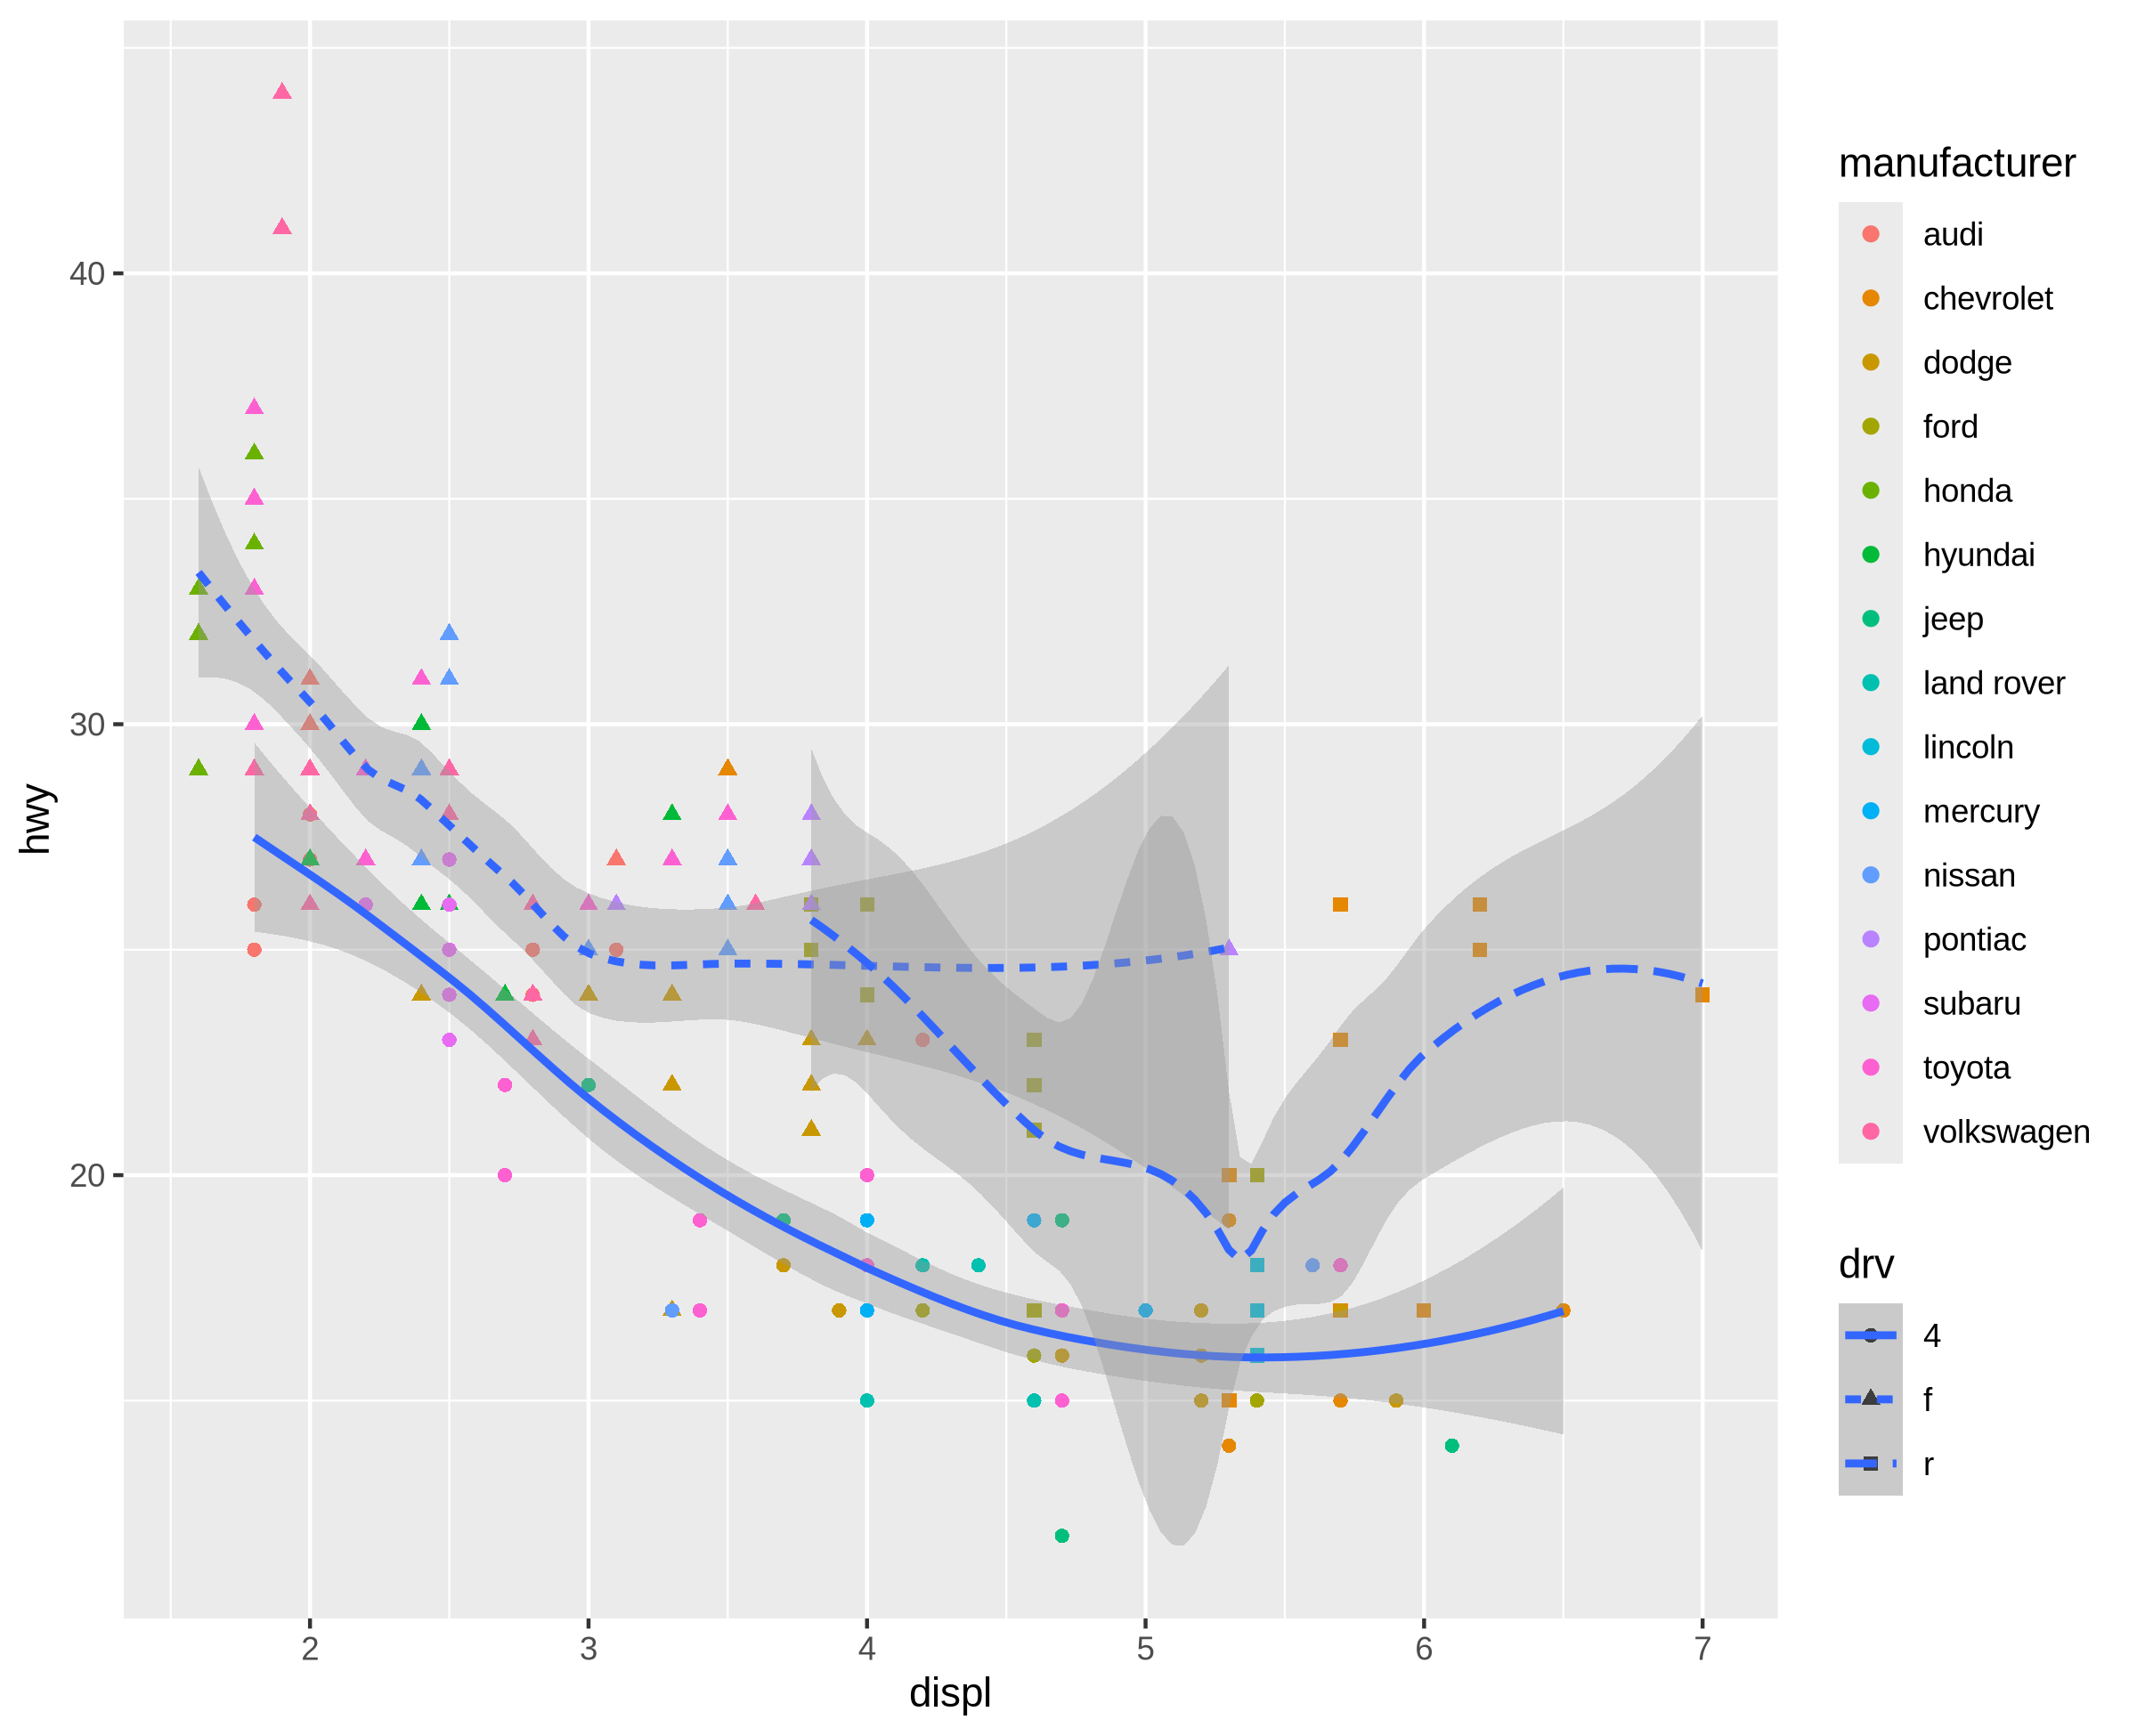 40
30
20
hwy
2 3 4 5 6 7
displ
manufacturer
audi
chevrolet
dodge
ford
honda
hyundai
jeep
land rover
lincoln
mercury
nissan
pontiac
subaru
toyota
volkswagen
drv
4
f
r